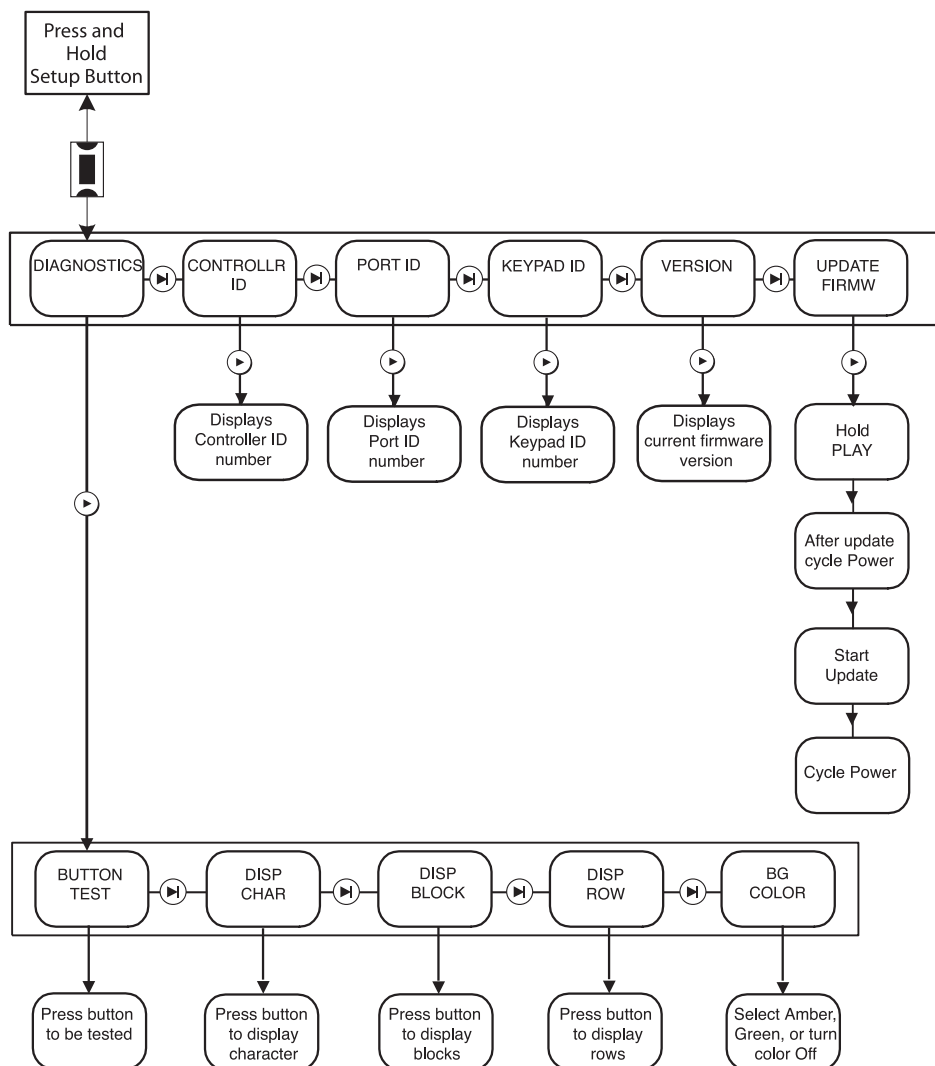 Press and
Hold
Setup Button
DIAGNOSTICS
CONTROLLR
ID
PORT ID
KEYPAD ID
VERSION
UPDATE
FIRMW
Displays
Controller ID
number
Displays
Port ID
number
Displays
Keypad ID
number
Displays
current firmware
version
Hold
PLAY
After update
cycle Power
Start
Update
Cycle Power
BUTTON
TEST
DISP
CHAR
DISP
BLOCK
DISP
ROW
BG
COLOR
Press button
to be tested
Press button
to display
character
Press button
to display
blocks
Press button
to display
rows
Select Amber,
Green, or turn
color Off